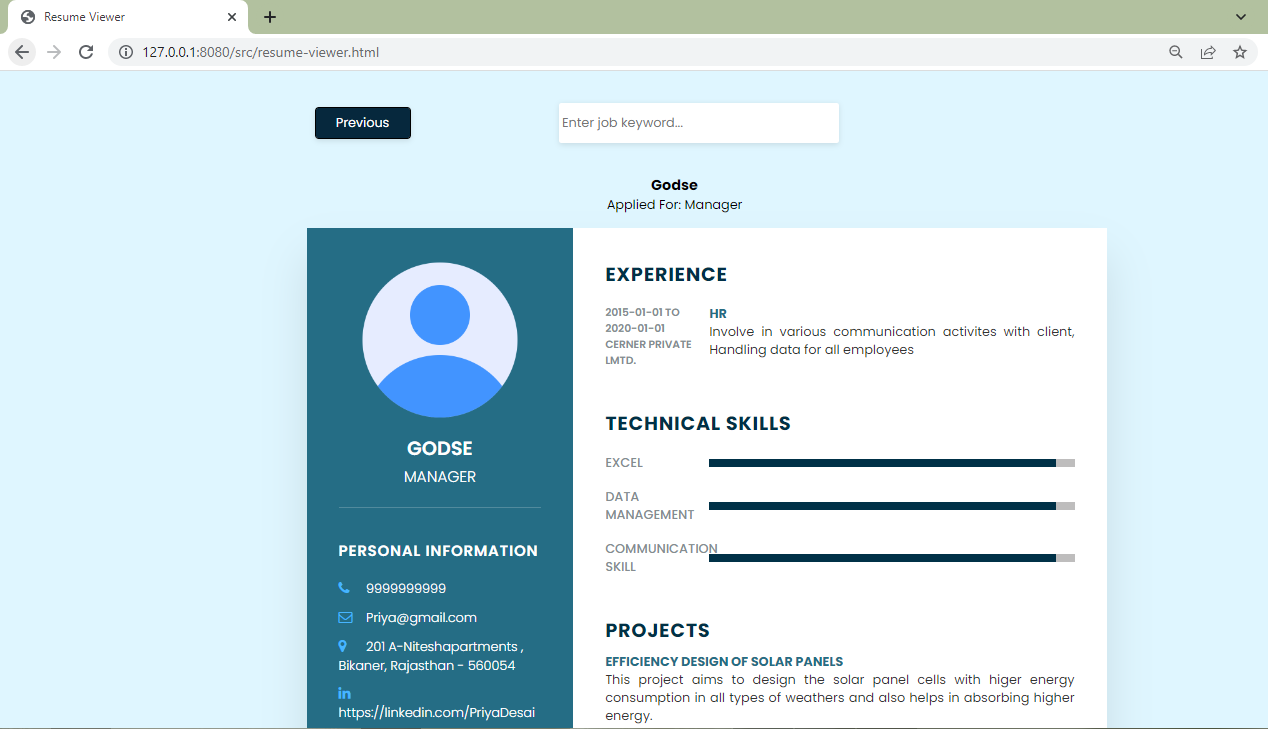 Resume Viewer
127.0.0.1:8080/src/resume-viewer.html
Previous
Enter job keyword...
Godse
Applied For: Manager
GODSE
MANAGER
PERSONAL INFORMATION
9999999999
Priya@gmail.com
201 A-Niteshapartments ,
Bikaner, Rajasthan - 560054
in
https://linkedin.com/PriyaDesai
EXPERIENCE
2015-01-01 TO
2020-01-01
CERNER PRIVATE
LMTD.
HR
Involve in various communication activites with client,
Handling data for all employees
TECHNICAL SKILLS
EXCEL
DATA
MANAGEMENT
COMMUNICATION
SKILL
PROJECTS
EFFICIENCY DESIGN OF SOLAR PANELS
This project aims to design the solar panel cells with higer energy
consumption in all types of weathers and also helps in absorbing higher
energy.